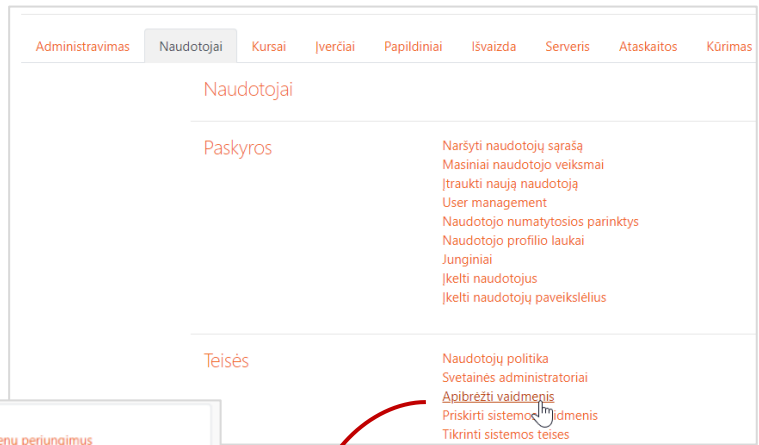 Administravimas Naudotojai Kursai Įverčiai Papildiniai Išvaizda Serveris Ataskaitos Kūrimas
Naudotojai
Paskyros
Naršyti naudotojų sąrašą
Masiniai naudotojo veiksmai
Įtraukti naują naudotoją
User management
Naudotojo numatytosios parinktys
Naudotojo profilio laukai
Junginiai
Įkelti naudotojus
Įkelti naudotojų paveikslėlius
Teisės
Naudotojų politika
Svetainės administratoriai
Apibrėžti vaidmenis
Priskirti sistemos
Tikrinti sistemos teises
perjungimus